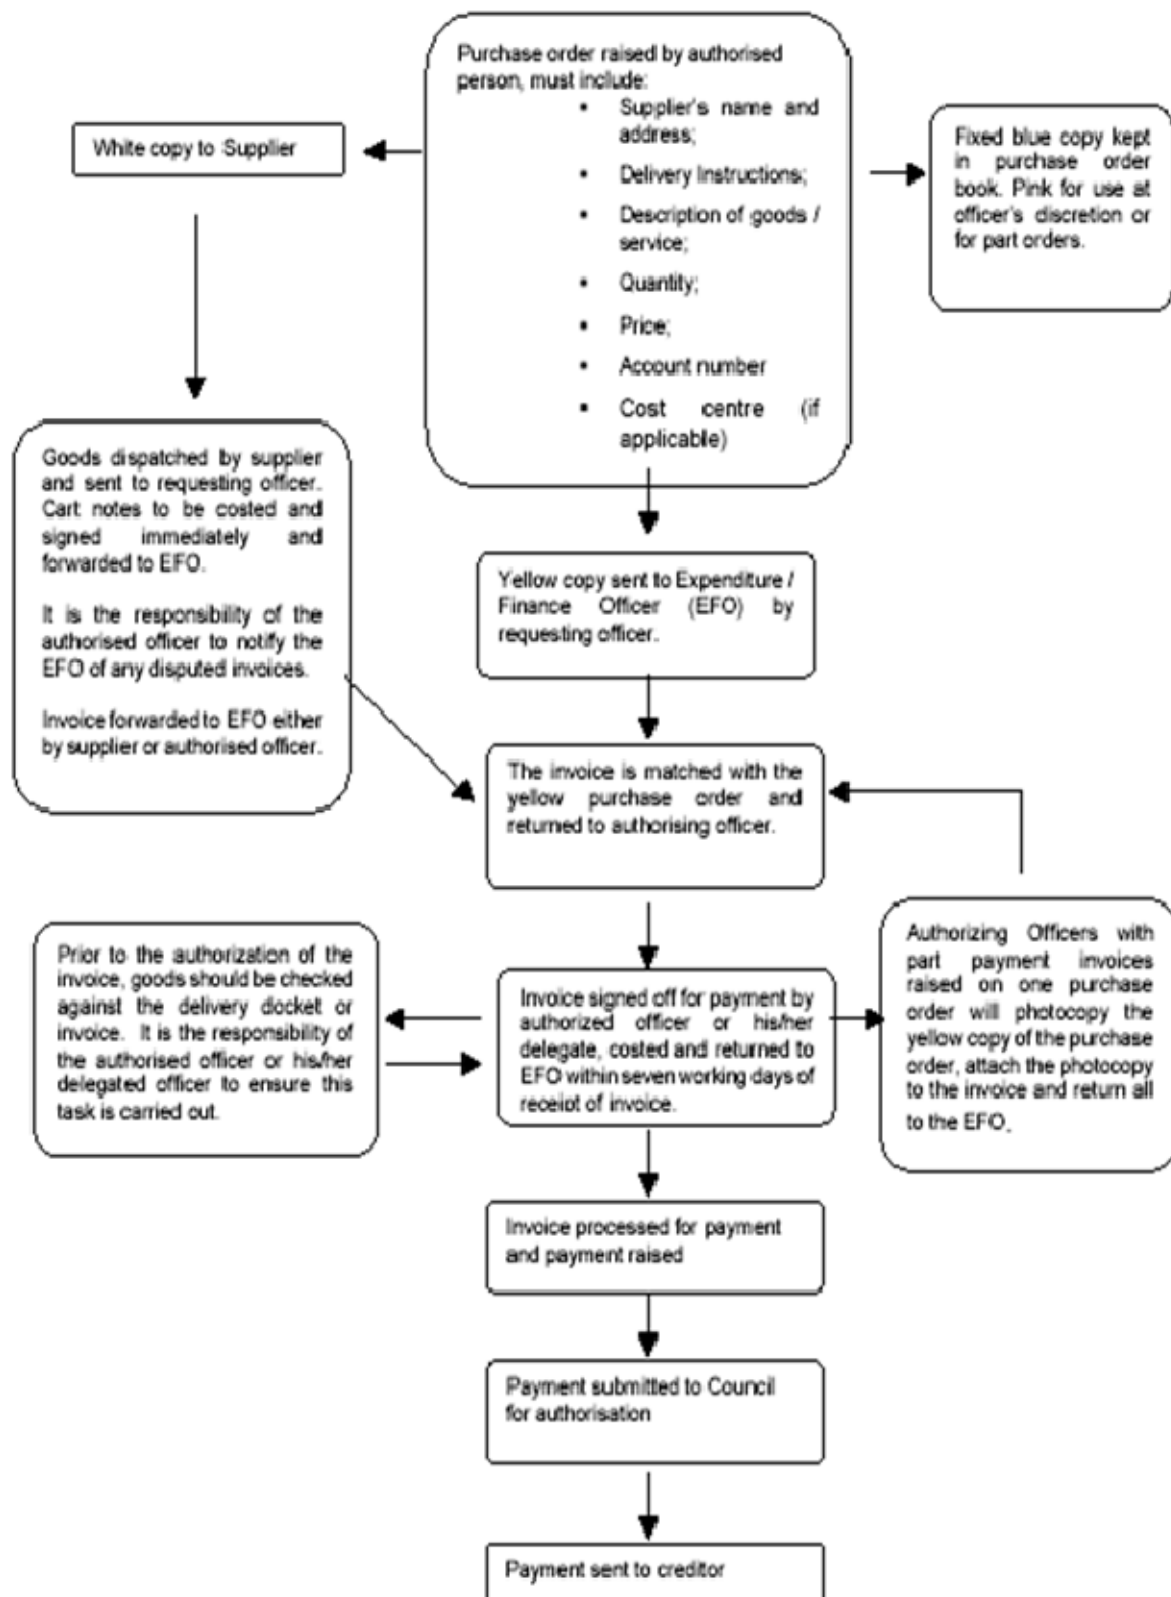 Purchase order raised by authorised
person, must include:
• Supplier's name and
address;
• Delivery Instructions;
• Description of goods /
service;
• Quantity;
• Price;
• Account number
• Cost centre (if
applicable)
White copy to Supplier
Fixed blue copy kept
in purchase order
book. Pink for use at
officer's discretion or
for part orders.
Goods dispatched by supplier
and sent to requesting officer.
Cart notes to be costed and
signed immediately and
forwarded to EFO.
It is the responsibility of the
authorised officer to notify the
EFO of any disputed invoices.
Invoice forwarded to EFO either
by supplier or authorised officer.
Yellow copy sent to Expenditure /
Finance Officer (EFO) by
requesting officer.
The invoice is matched with the
yellow purchase order and
returned to authorising officer.
Prior to the authorization of the
invoice, goods should be checked
against the delivery docket or
invoice. It is the responsibility of
the authorised officer or his/her
delegated officer to ensure this
task is carried out.
Invoice signed off for payment by
authorized officer or his/her
delegate, costed and returned to
EFO within seven working days of
receipt of invoice.
Authorizing Officers with
part payment invoices
raised on one purchase
order will photocopy the
yellow copy of the purchase
order, attach the photocopy
to the invoice and return all
to the EFO.
Invoice processed for payment
and payment raised
Payment submitted to Council
for authorisation
Payment sent to creditor